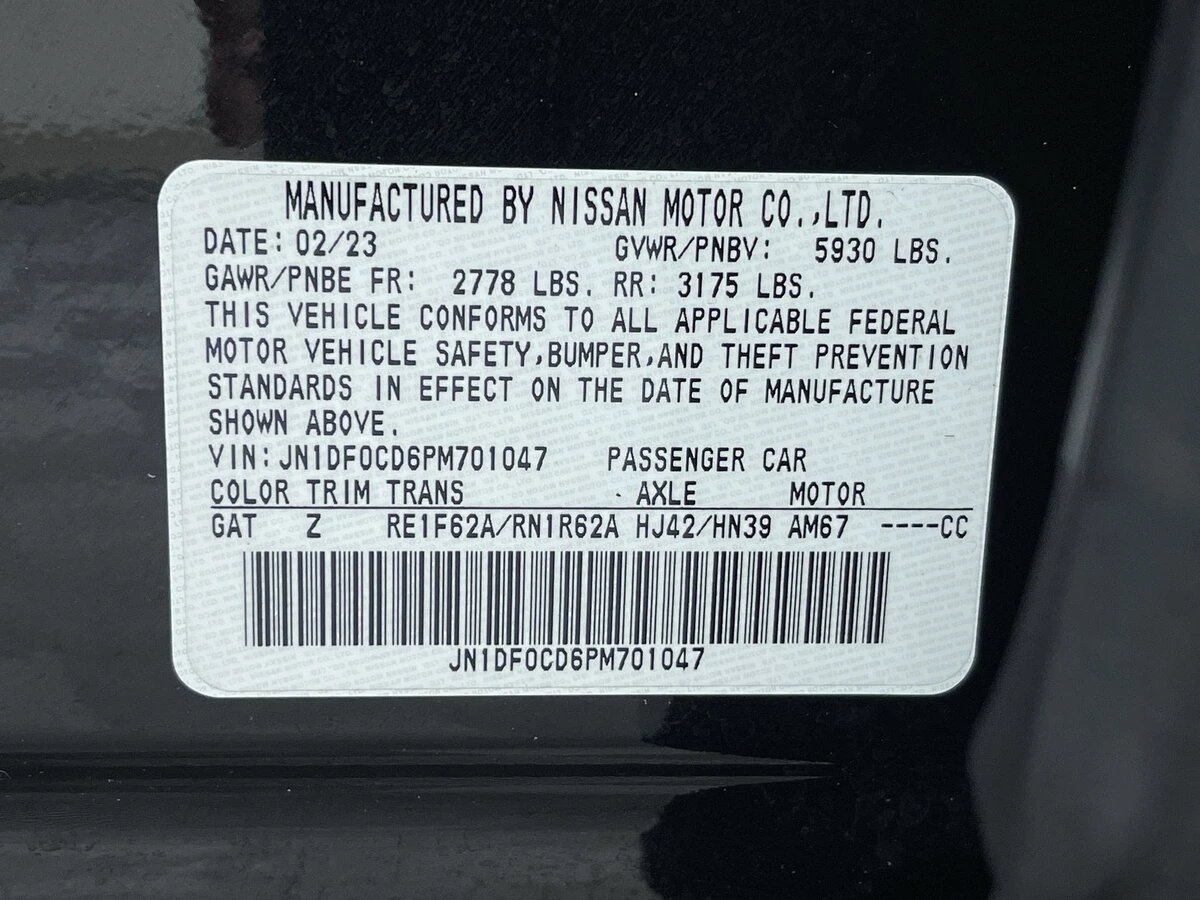 MANUFACTURED BY NISSAN MOTOR CO.,LTD.
DATE: 02/23 GVWR/PNBV: 5930 LBS.
GAWR/PNBE FR: 2778 LBS. RR: 3175 LBS.
THIS VEHICLE CONFORMS TO ALL APPLICABLE FEDERAL
MOTOR VEHICLE SAFETY,BUMPER,AND THEFT PREVENTION
STANDARDS IN EFFECT ON THE DATE OF MANUFACTURE
SHOWN ABOVE.
VIN:JN1DF0CD6PM701047 PASSENGER CAR
COLOR TRIM TRANS AXLE MOTOR
GAT Z RE1F62A/RN1R62A HJ42/HN39 AM67 ----CC
JN1DF0CD6PM701047